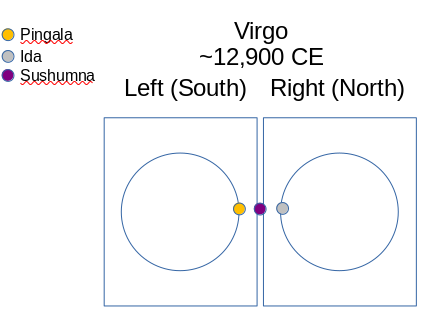 Pingala
Ida
Sushumna
Virgo
~12,900 CE
Left (South)
Right (North)